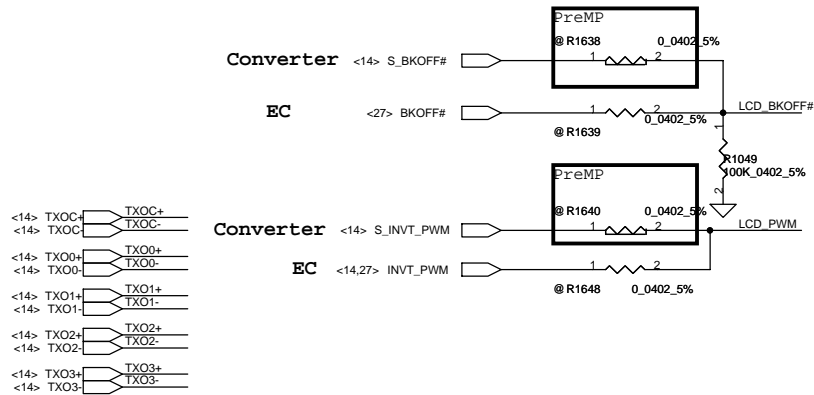 PreMP
@ R1638 0_0402_5%
Converter <14> S_BKOFF# 1 2
EC <27> BKOFF# 1 2 LCD_BKOFF#
@ R1639 0_0402_5%
1
R1049
100K_0402_5%
2
PreMP
@ R1640 0_0402_5%
Converter <14> S_INVT_PWM 1 2 LCD_PWM
EC <14,27> INVT_PWM 1 2
@ R1648 0_0402_5%
<14> TXOC+ TXOC+
<14> TXOC- TXOC-
<14> TXO0+ TXO0+
<14> TXO0- TXO0-
<14> TXO1+ TXO1+
<14> TXO1- TXO1-
<14> TXO2+ TXO2+
<14> TXO2- TXO2-
<14> TXO3+ TXO3+
<14> TXO3- TXO3-